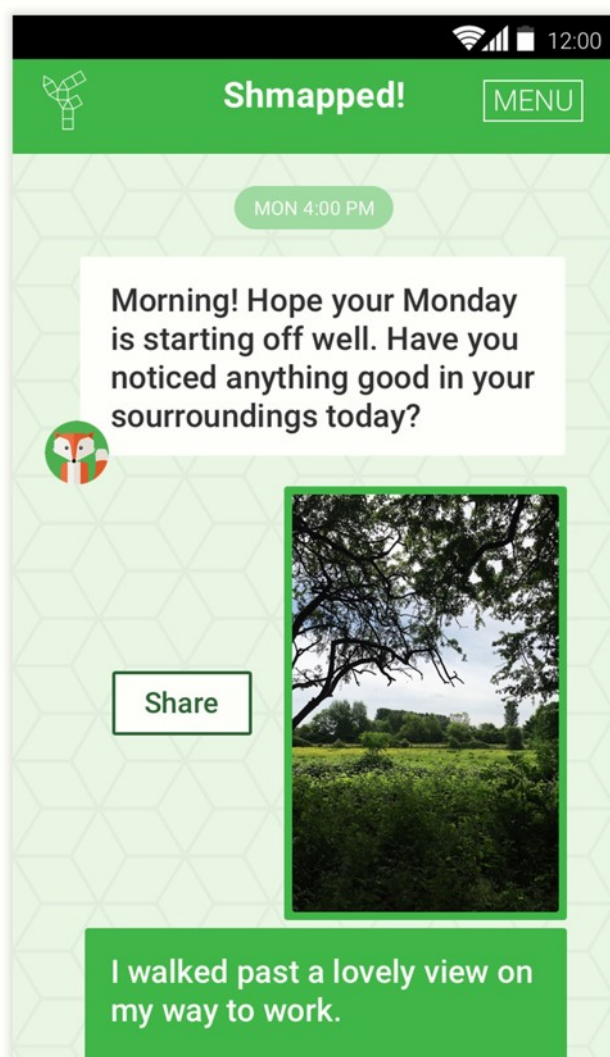 12:00
Shmapped!
MENU
MON 4:00 PM
Morning! Hope your Monday
is starting off well. Have you
noticed anything good in your
sourroundings today?
Share
I walked past a lovely view on
my way to work.